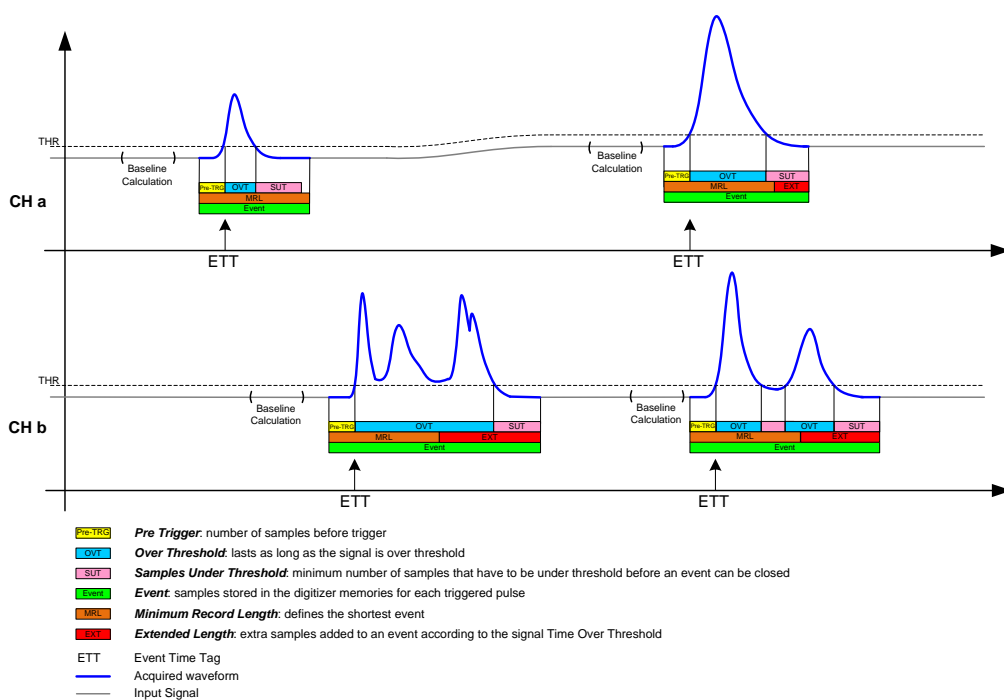 THR
( Baseline Calculation )
( Baseline Calculation )
CH a
Pre-TRG OVT SUT
MRL
Event
Pre-TRG OVT SUT
MRL EXT
Event
ETT
ETT
THR
( Baseline Calculation )
( Baseline Calculation )
CH b
Pre-TRG OVT SUT
MRL EXT
Event
Pre-TRG OVT OVT SUT
MRL EXT
Event
ETT
ETT
Pre-TRG Pre Trigger: number of samples before trigger
OVT Over Threshold: lasts as long as the signal is over threshold
SUT Samples Under Threshold: minimum number of samples that have to be under threshold before an event can be closed
Event Event: samples stored in the digitizer memories for each triggered pulse
MRL Minimum Record Length: defines the shortest event
EXT Extended Length: extra samples added to an event according to the signal Time Over Threshold
ETT Event Time Tag
Acquired waveform
Input Signal